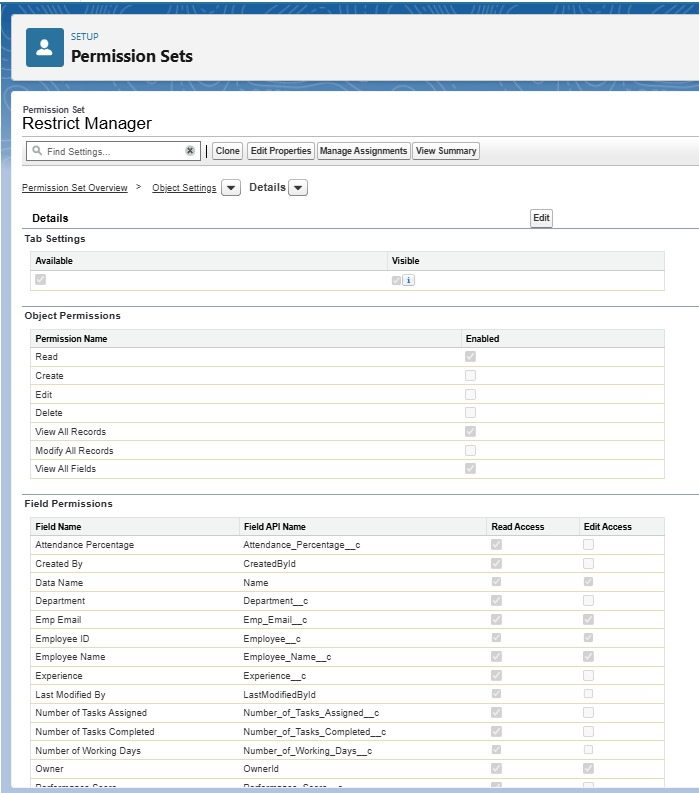 SETUP
Permission Sets
Permission Set
Restrict Manager
Find Settings... Clone Edit Properties Manage Assignments View Summary
Permission Set Overview > Object Settings Details
Details Edit
Tab Settings
Available Visible
i
Object Permissions
Permission Name Enabled
Read
Create
Edit
Delete
View All Records
Modify All Records
View All Fields
Field Permissions
Field Name Field API Name Read Access Edit Access
Attendance Percentage Attendance_Percentage__c
Created By CreatedById
Data Name Name
Department Department__c
Emp Email Emp_Email__c
Employee ID Employee__c
Employee Name Employee_Name__c
Experience Experience__c
Last Modified By LastModifiedById
Number of Tasks Assigned Number_of_Tasks_Assigned__c
Number of Tasks Completed Number_of_Tasks_Completed__c
Number of Working Days Number_of_Working_Days__c
Owner OwnerId